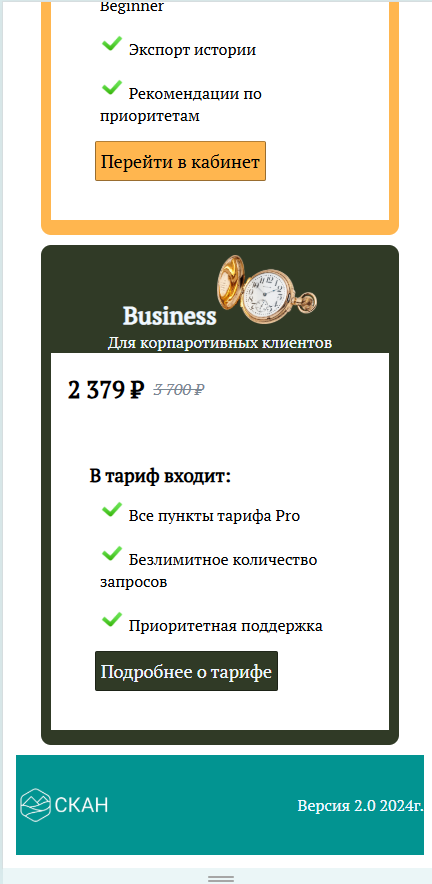 Beginner
Экспорт истории
Рекомендации по
приоритетам
Перейти в кабинет
Business
Для корпаротивных клиентов
2 379 ₽ 3 700 ₽
В тариф входит:
Все пункты тарифа Pro
Безлимитное количество
запросов
Приоритетная поддержка
Подробнее о тарифе
СКАН
Версия 2.0 2024г.